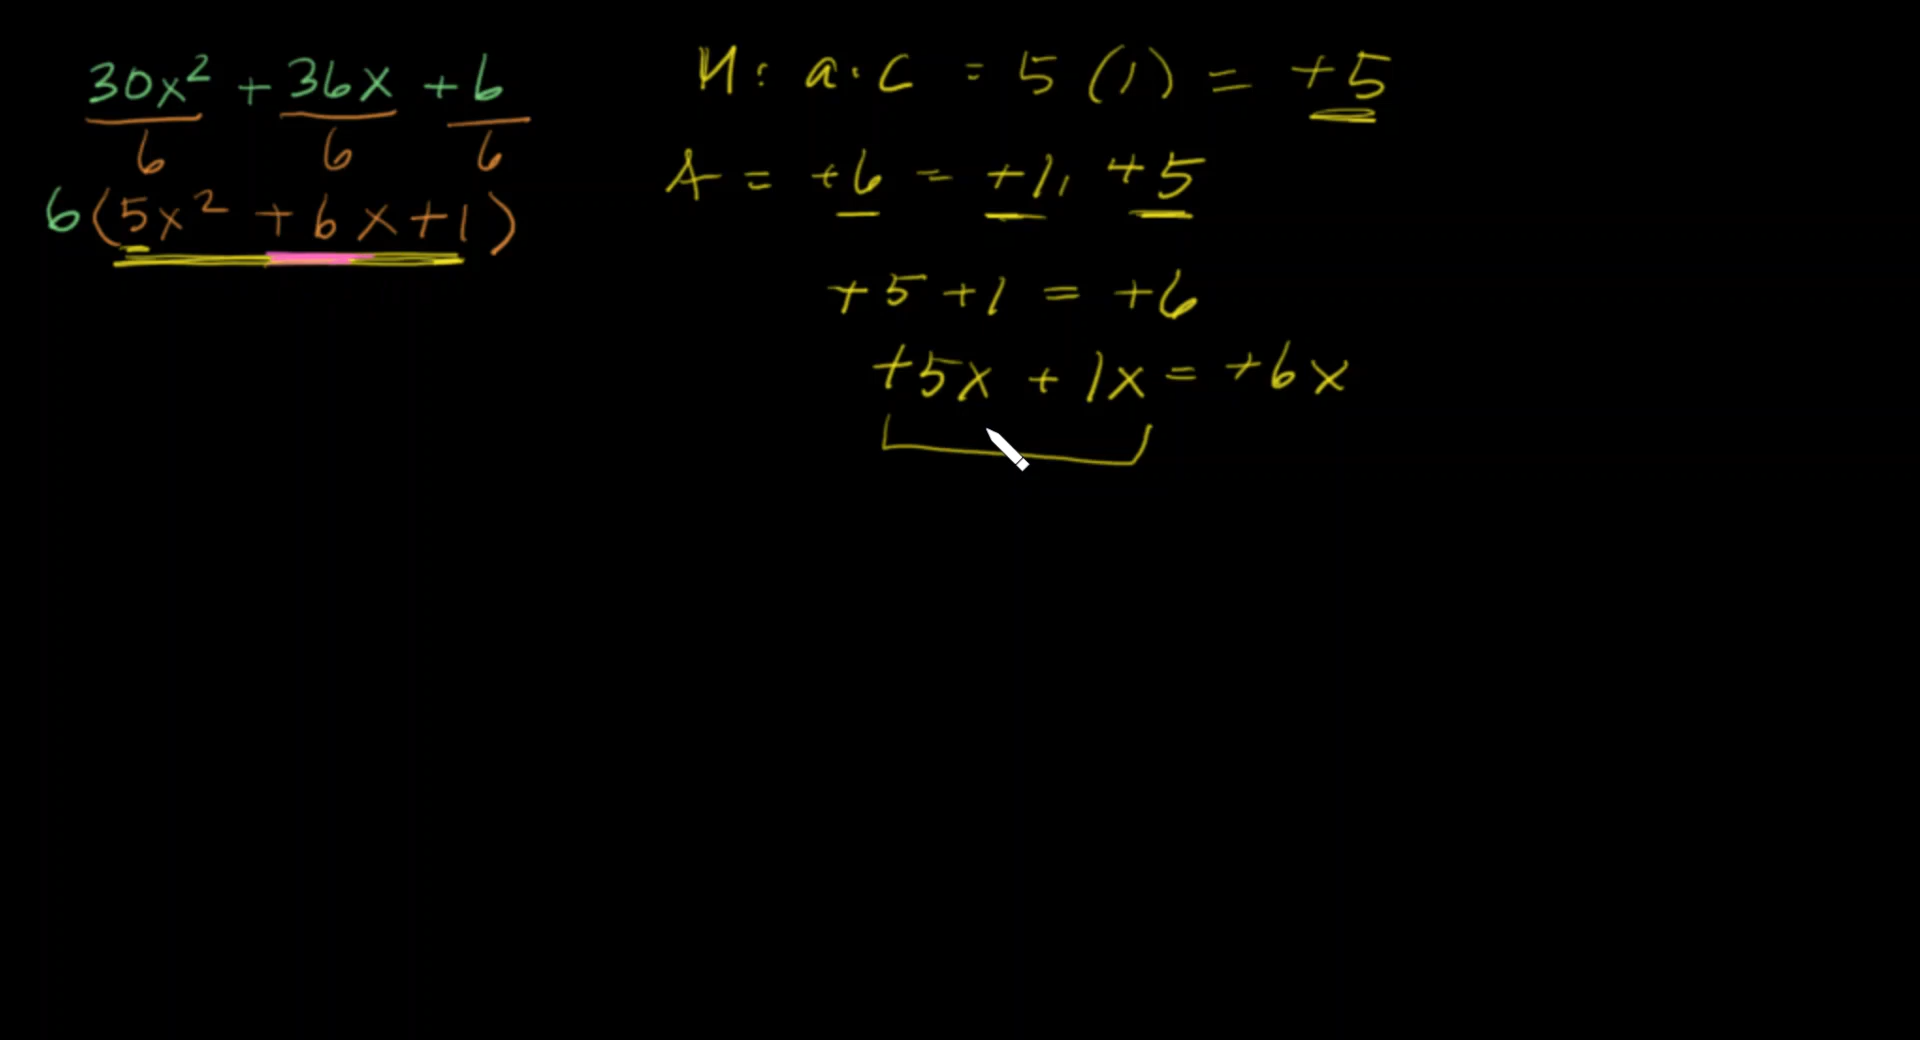 30x² + 36x + 6
6 6 6
6(5x² + 6x + 1)
M: a · c = 5 (1) = +5
A = +6 = +1, +5
+5 + 1 = +6
+5x + 1x = +6x